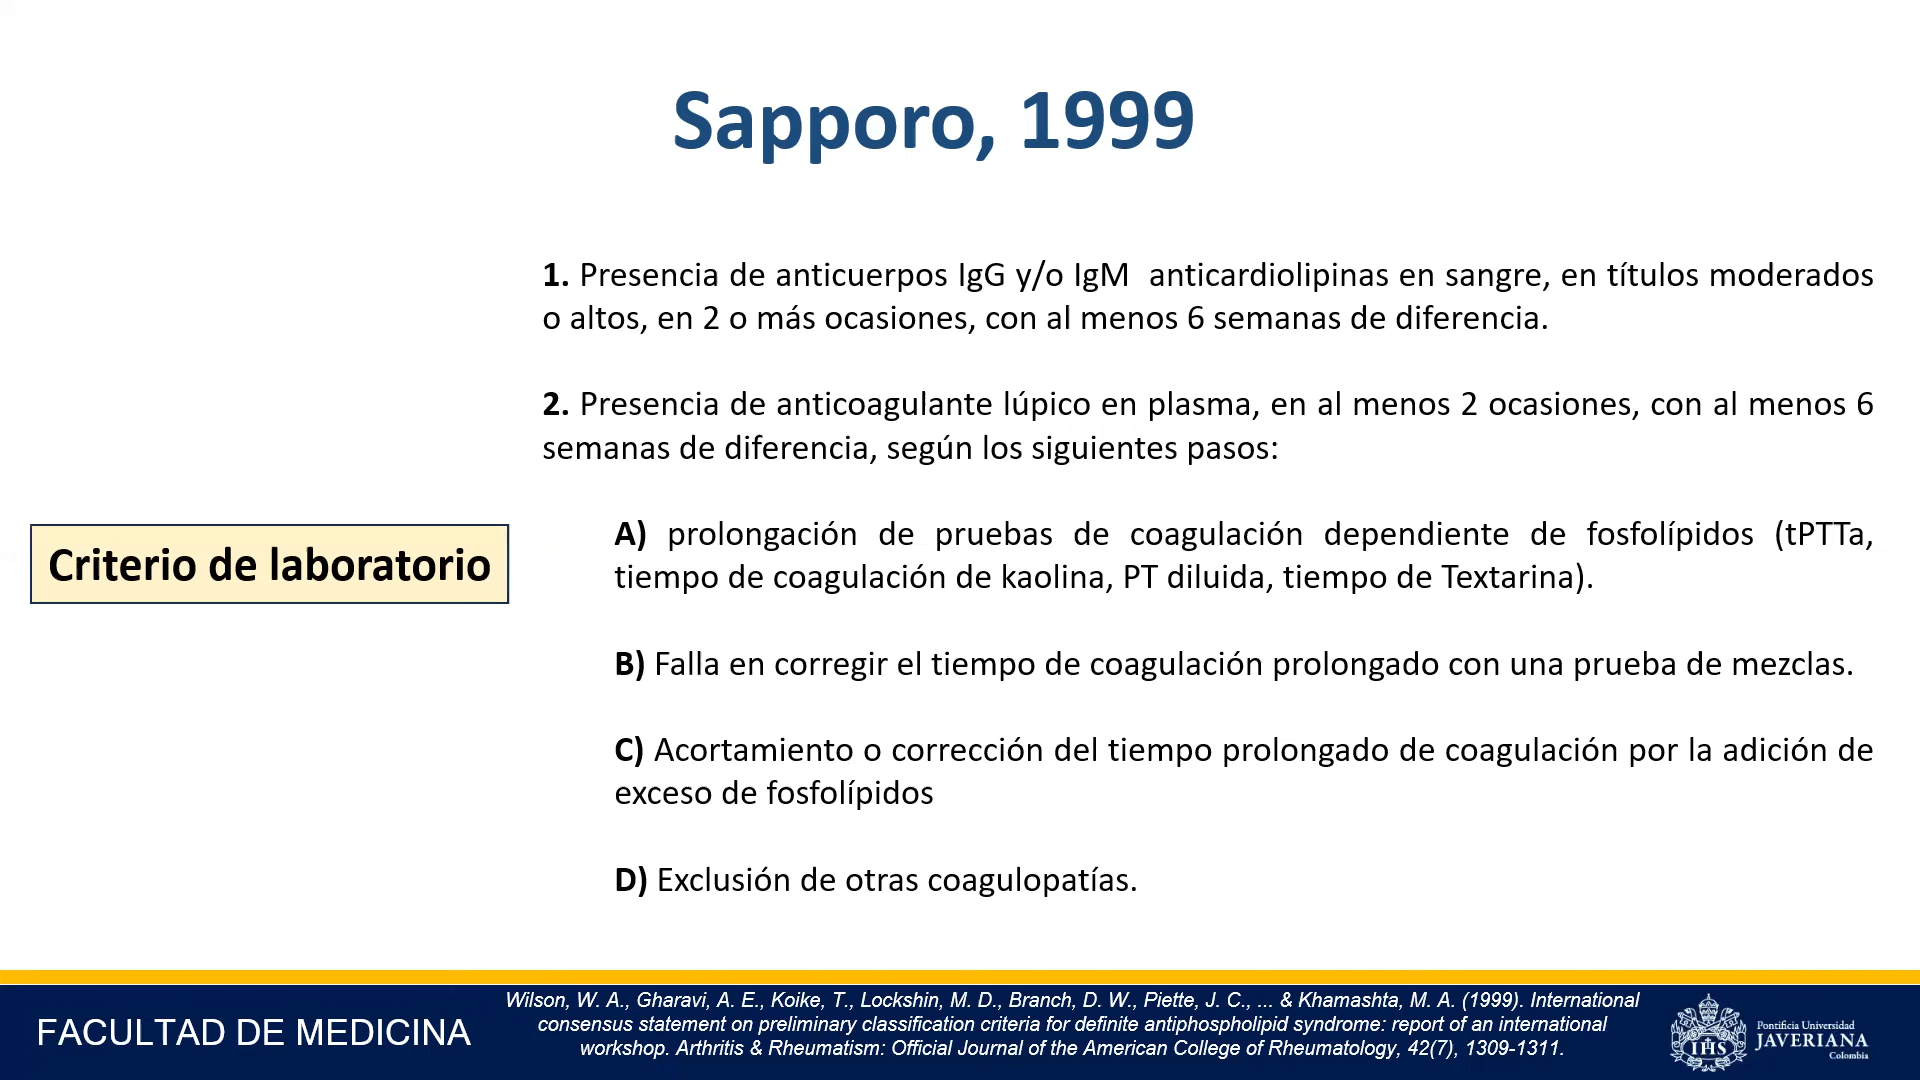 Sapporo, 1999
1. Presencia de anticuerpos IgG y/o IgM anticardiolipinas en sangre, en títulos moderados
o altos, en 2 o más ocasiones, con al menos 6 semanas de diferencia.
2. Presencia de anticoagulante lúpico en plasma, en al menos 2 ocasiones, con al menos 6
semanas de diferencia, según los siguientes pasos:
Criterio de laboratorio
A) prolongación de pruebas de coagulación dependiente de fosfolípidos (tPTTa,
tiempo de coagulación de kaolina, PT diluida, tiempo de Textarina).
B) Falla en corregir el tiempo de coagulación prolongado con una prueba de mezclas.
C) Acortamiento o corrección del tiempo prolongado de coagulación por la adición de
exceso de fosfolípidos
D) Exclusión de otras coagulopatías.
FACULTAD DE MEDICINA
Wilson, W. A., Gharavi, A. E., Koike, T., Lockshin, M. D., Branch, D. W., Piette, J. C., ... & Khamashta, M. A. (1999). International
consensus statement on preliminary classification criteria for definite antiphospholipid syndrome: report of an international
workshop. Arthritis & Rheumatism: Official Journal of the American College of Rheumatology, 42(7), 1309-1311.
IHS
Pontificia Universidad
JAVERIANA
Colombia